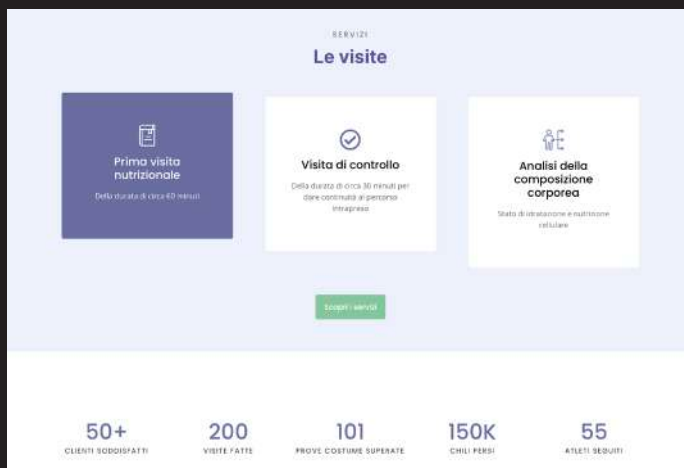 SERVIZI
Le visite
Prima visita
nutrizionale
Della durata di circa 60 minuti
Visita di controllo
Della durata di circa 30 minuti per
dare continuità al percorso
intrapreso
Analisi della
composizione
corporea
Stato di idratazione e nutrizione
cellulare
Scopri i servizi
50+
CLIENTI SODDISFATTI
200
VISITE FATTE
101
PROVE COSTUME SUPERATE
150K
CHILI PERSI
55
ATLETI SEGUITI